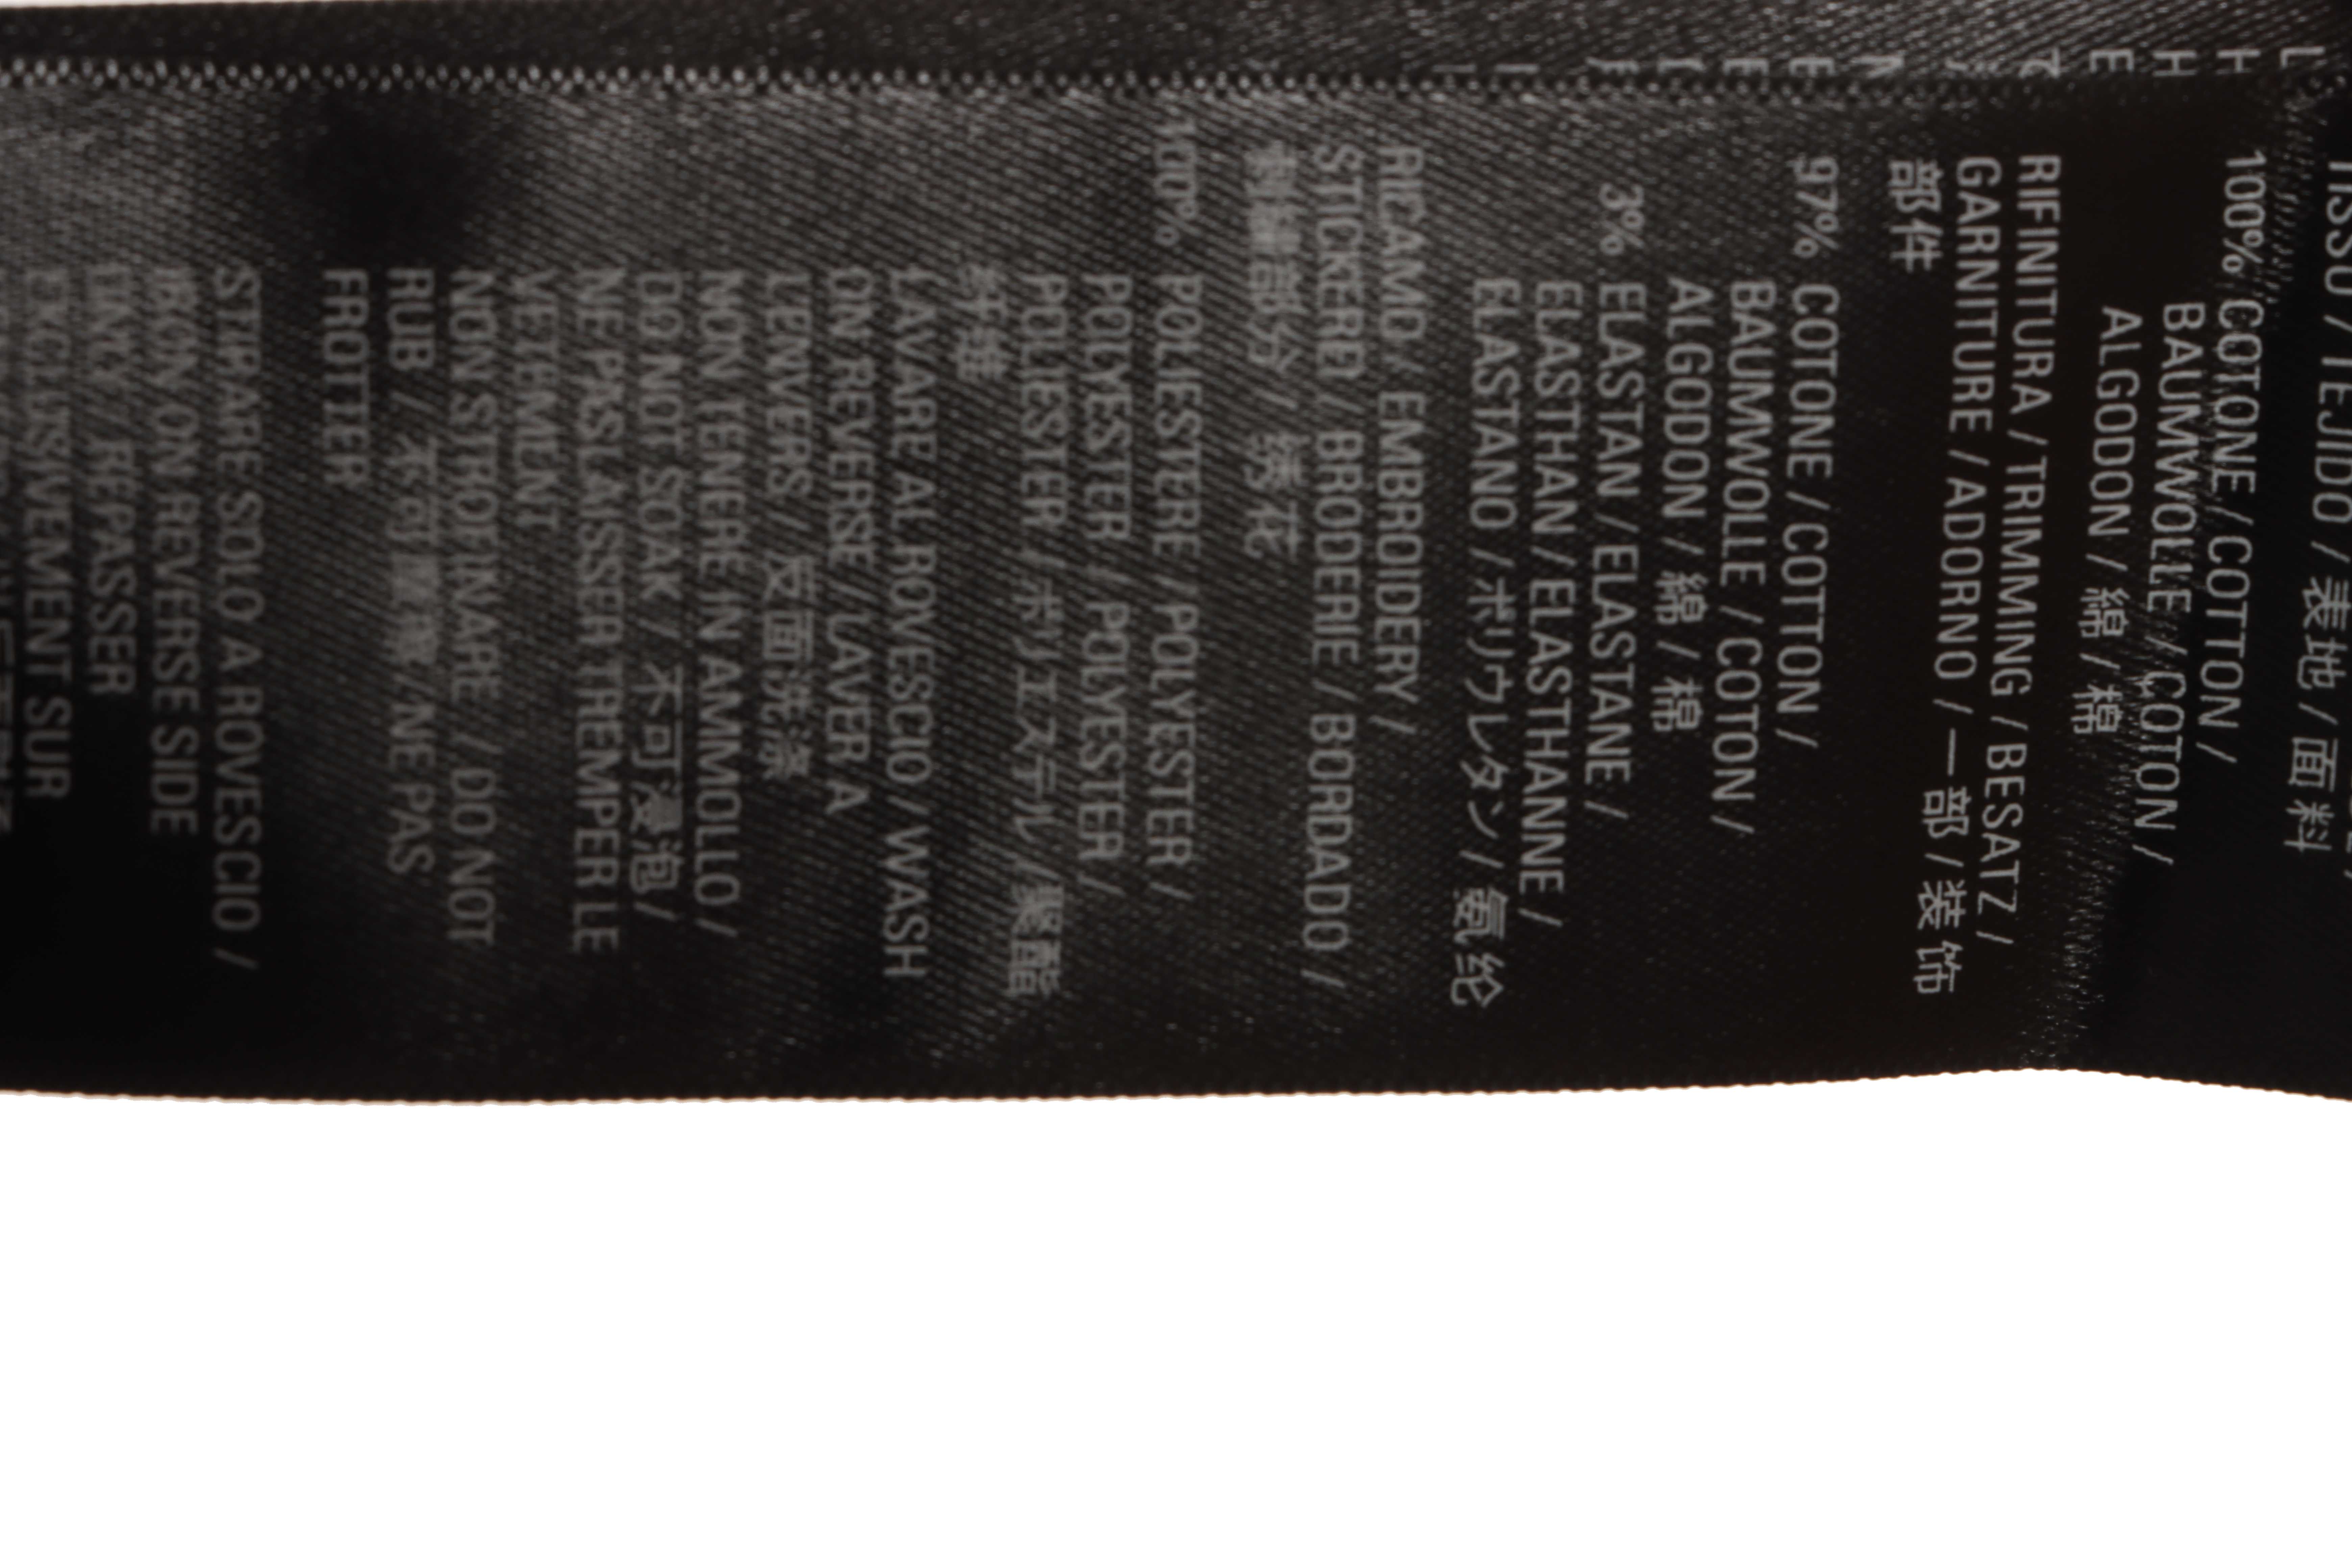 TISSU / TEJIDO / 表地 / 面料
100% COTONE / COTTON /
BAUMWOLLE / COTON /
ALGODON / 綿 / 棉
RIFINITURA / TRIMMING / BESATZ /
GARNITURE / ADORNO / 一部 / 装饰
部件
97% COTONE / COTTON /
BAUMWOLLE / COTON /
ALGODON / 綿 / 棉
3% ELASTAN / ELASTANE /
ELASTHAN / ELASTHANNE /
ELASTANO / ポリウレタン / 氨纶
RICAMO / EMBROIDERY /
STICKEREI / BRODERIE / BORDADO /
刺繍部分 / 绣花
100% POLIESTERE / POLYESTER /
POLYESTER / POLYESTER /
POLIESTER / ポリエステル / 聚酯
纤维
LAVARE AL ROVESCIO / WASH
ON REVERSE / LAVER A
L'ENVERS / 反面洗涤
NON TENERE IN AMMOLLO /
DO NOT SOAK / 不可浸泡 /
NE PAS LAISSER TREMPER LE
VETEMENT
NON STROFINARE / DO NOT
RUB / 不可 / NE PAS
FROTTER
STIRARE SOLO A ROVESCIO /
IRON ON REVERSE SIDE
ONLY / REPASSER
EXCLUSIVEMENT SUR